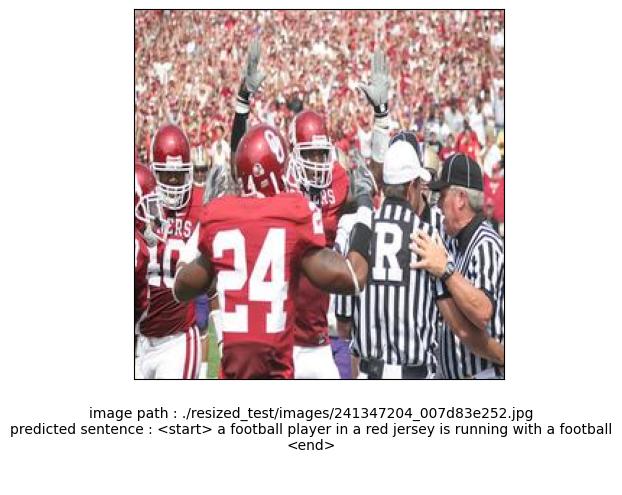 ERS
10
24
R
image path : ./resized_test/images/241347204_007d83e252.jpg
predicted sentence : <start> a football player in a red jersey is running with a football
<end>